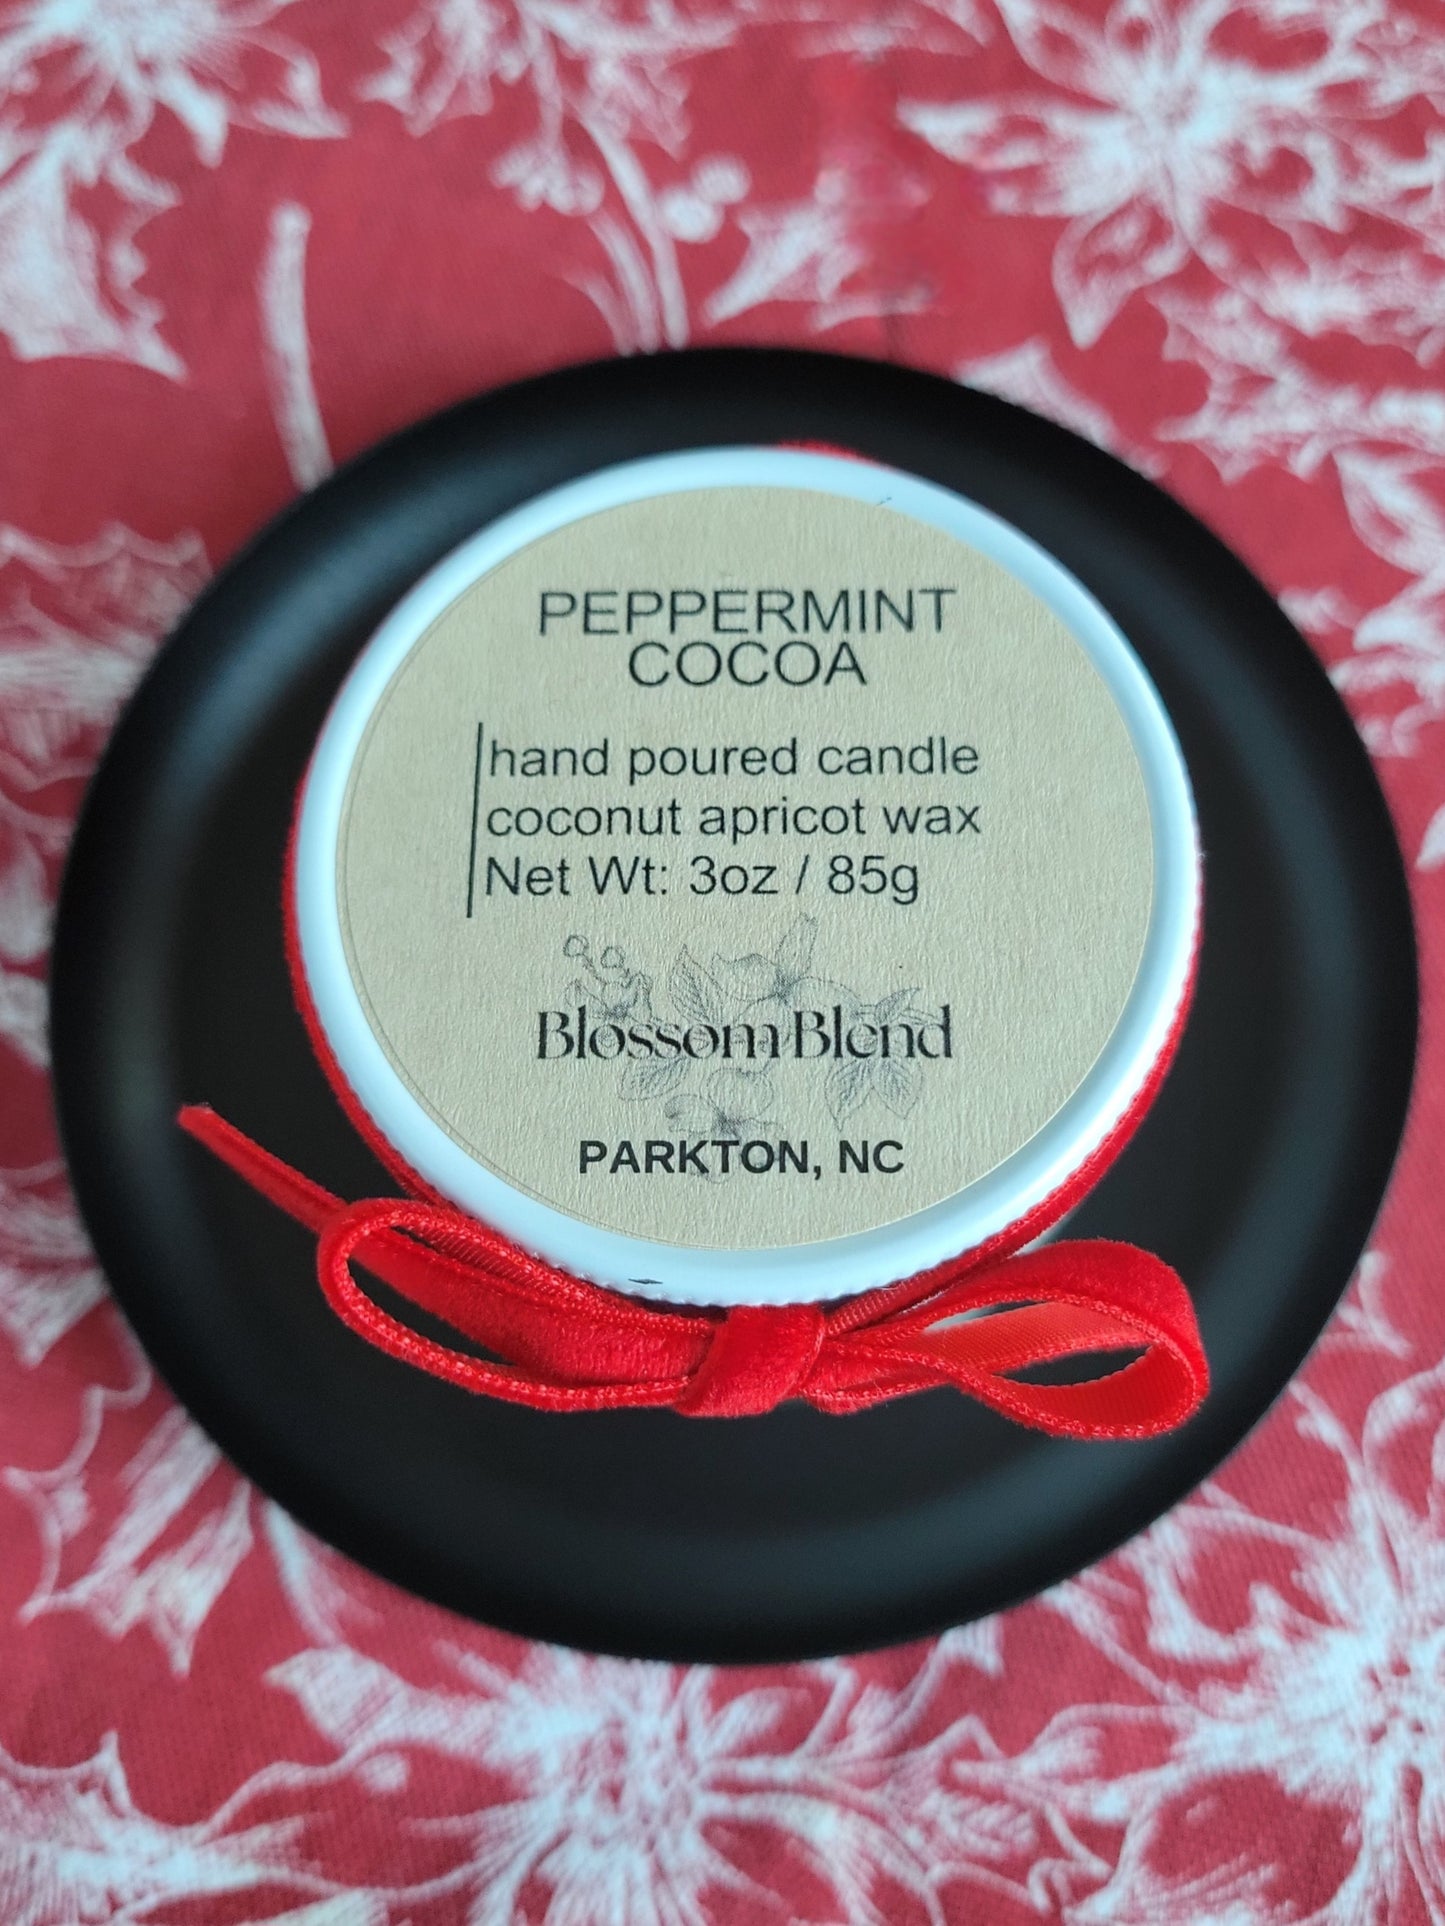 PEPPERMINT
COCOA
hand poured candle
coconut apricot wax
Net Wt: 3oz / 85g
Blossom Blend
PARKTON, NC